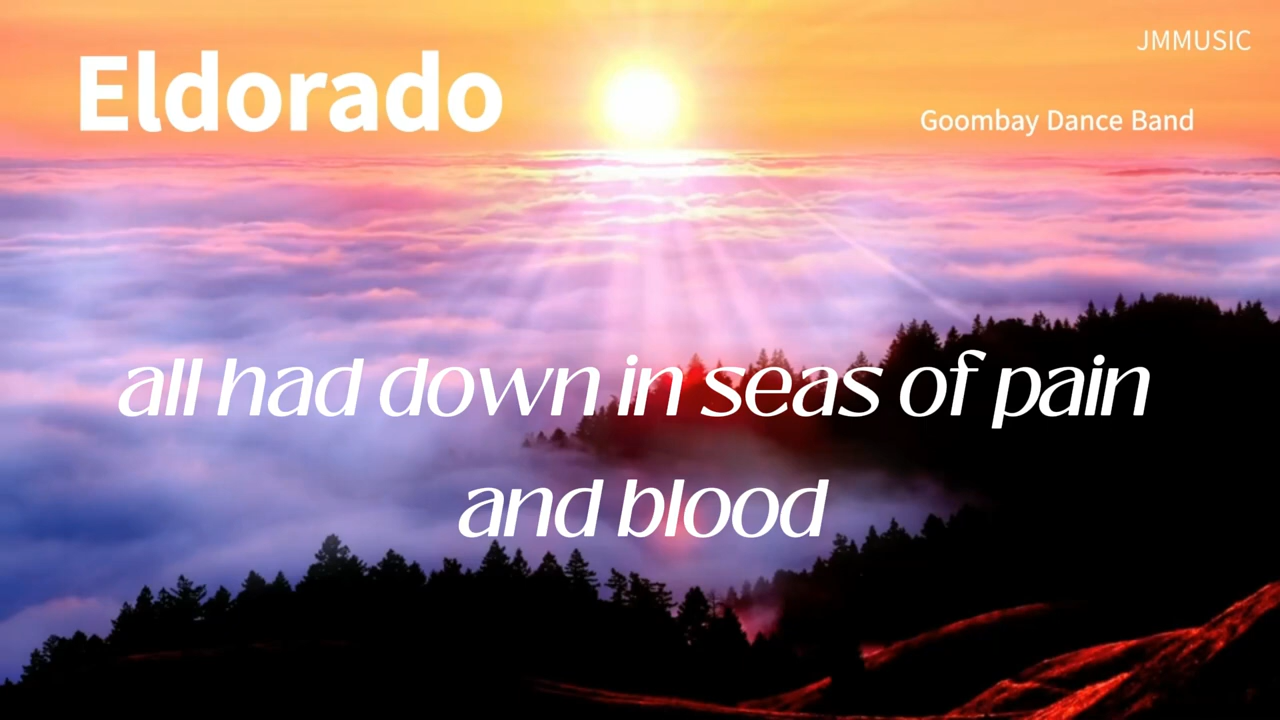 Eldorado
JMMUSIC
Goombay Dance Band
all had down in seas of pain
and blood